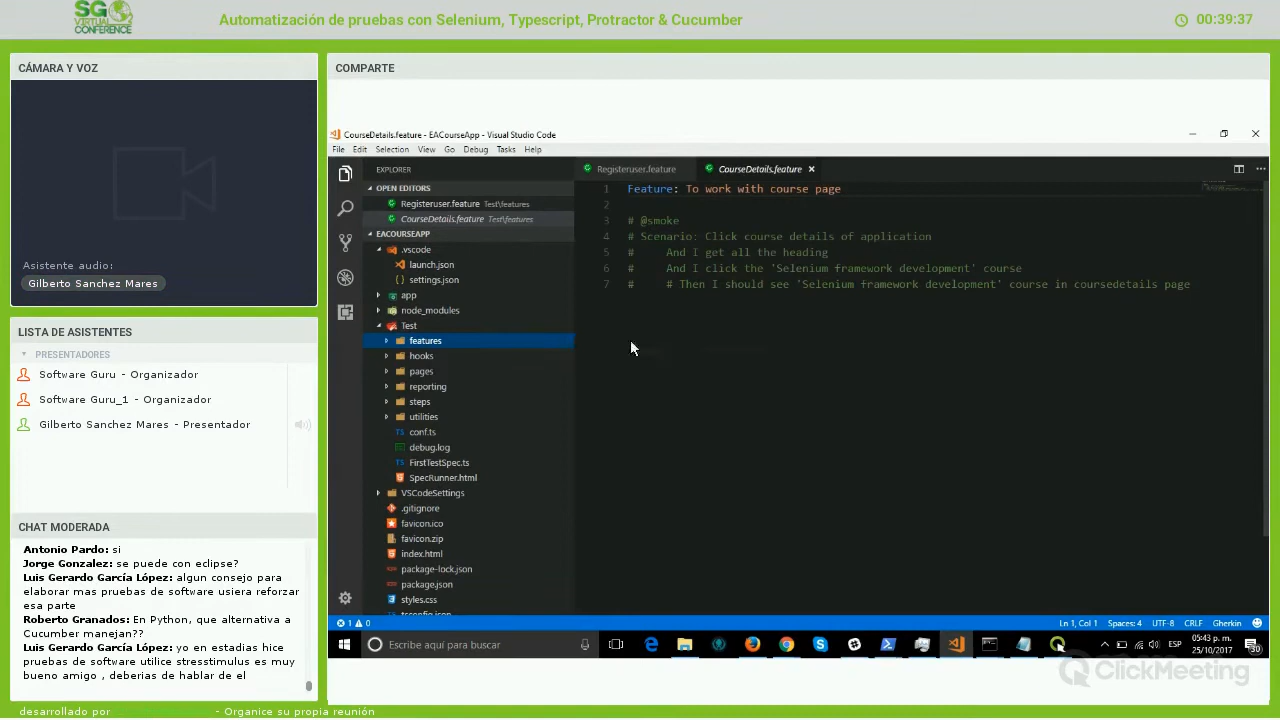 SG
VIRTUAL
CONFERENCE
Automatización de pruebas con Selenium, Typescript, Protractor & Cucumber
00:39:37
CÁMARA Y VOZ
Asistente audio:
Gilberto Sanchez Mares
LISTA DE ASISTENTES
PRESENTADORES
Software Guru - Organizador
Software Guru_1 - Organizador
Gilberto Sanchez Mares - Presentador
CHAT MODERADA
Antonio Pardo: si
Jorge Gonzalez: se puede con eclipse?
Luis Gerardo García López: algun consejo para
elaborar mas pruebas de software usiera reforzar
esa parte
Roberto Granados: En Python, que alternativa a
Cucumber manejan??
Luis Gerardo García López: yo en estadias hice
pruebas de software utilice stresstimulus es muy
bueno amigo , deberias de hablar de el
COMPARTE
CourseDetails.feature - EACourseApp - Visual Studio Code
File Edit Selection View Go Debug Tasks Help
EXPLORER
OPEN EDITORS
Registeruser.feature Test\features
CourseDetails.feature Test\features
EACOURSEAPP
.vscode
launch.json
settings.json
app
node_modules
Test
features
hooks
pages
reporting
steps
utilities
TS conf.ts
debug.log
TS FirstTestSpec.ts
SpecRunner.html
VSCodeSettings
.gitignore
favicon.ico
favicon.zip
index.html
package-lock.json
package.json
styles.css
tsconfig.json
Registeruser.feature
CourseDetails.feature
1 Feature: To work with course page
2
3 # @smoke
4 # Scenario: Click course details of application
5 # And I get all the heading
6 # And I click the 'Selenium framework development' course
7 # # Then I should see 'Selenium framework development' course in coursedetails page
1 0
Ln 1, Col 1 Spaces: 4 UTF-8 CRLF Gherkin
Escribe aquí para buscar
ESP
05:43 p. m.
25/10/2017
30
ClickMeeting
desarrollado por - Organice su propia reunión